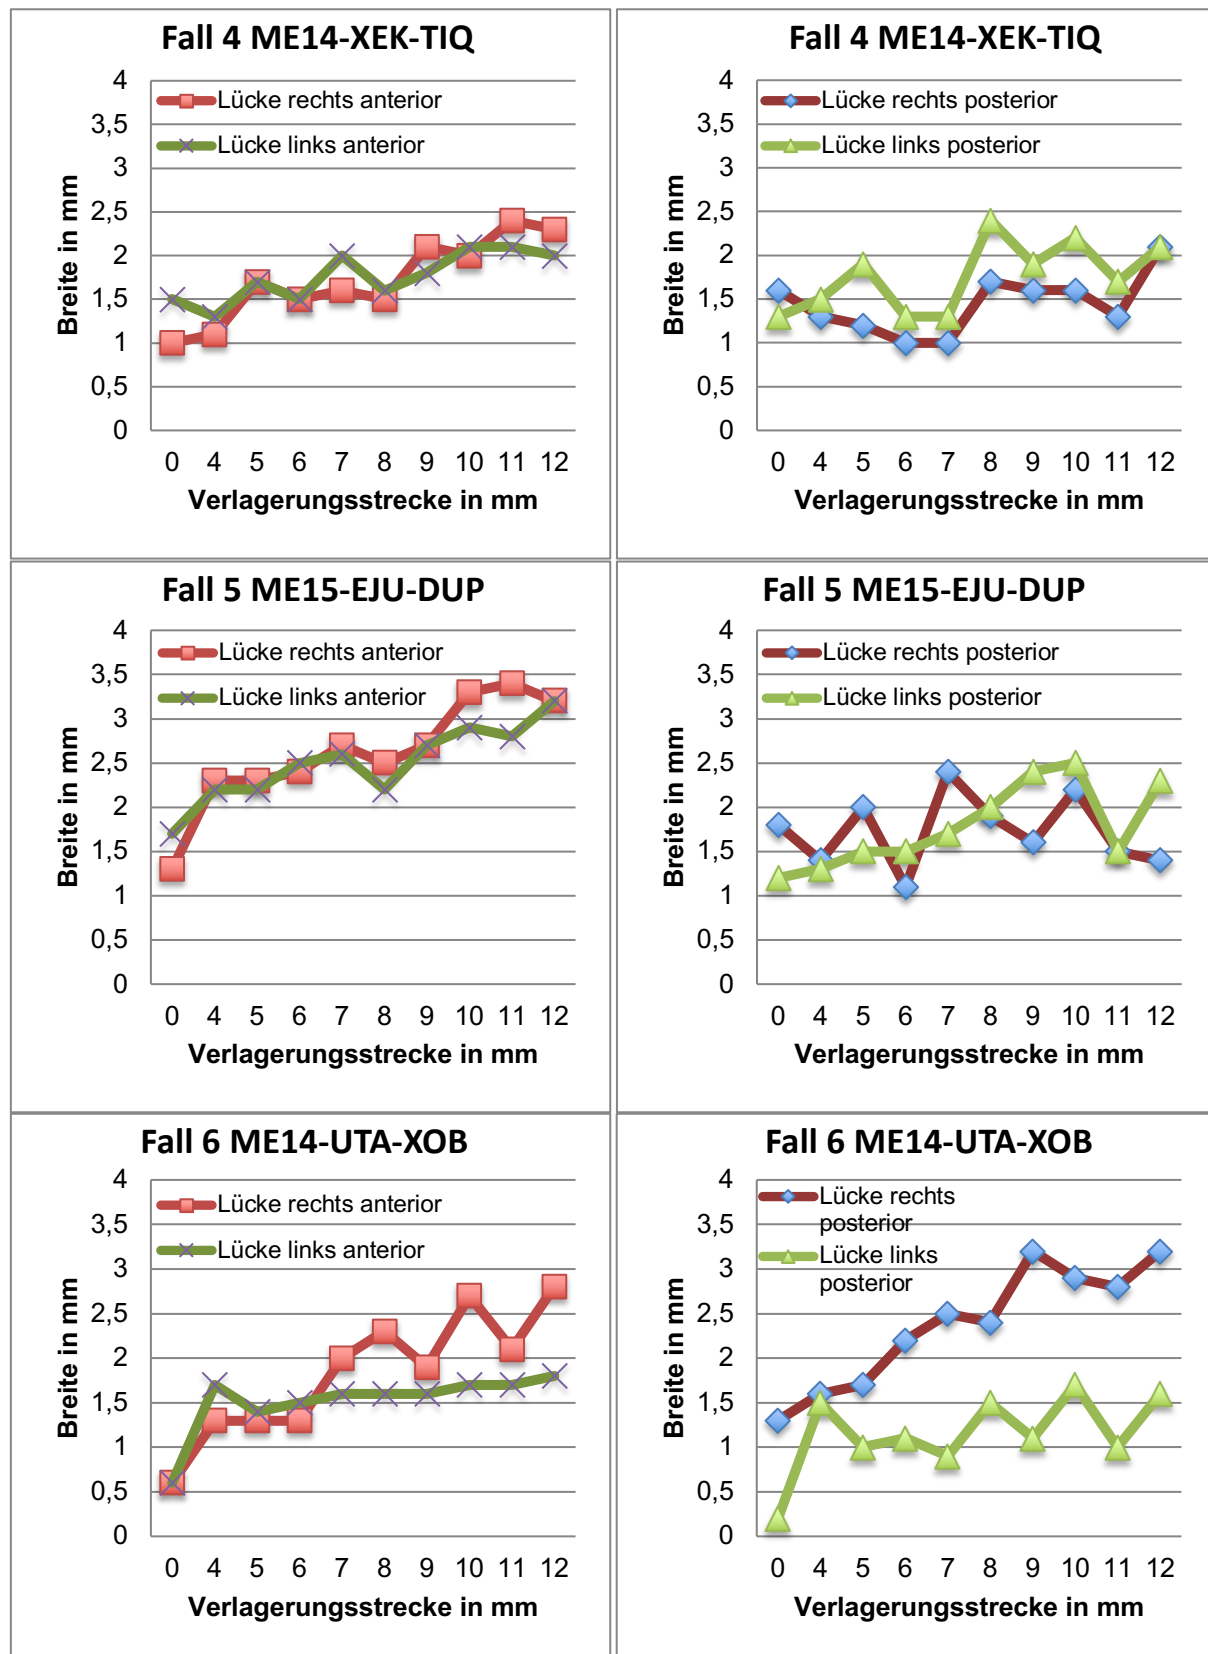 Fall 4 ME14-XEK-TIQ
4
3,5
3
2,5
2
1,5
1
0,5
0
Lücke rechts anterior
Lücke links anterior
Breite in mm
0 4 5 6 7 8 9 10 11 12
Verlagerungsstrecke in mm
Fall 4 ME14-XEK-TIQ
4
3,5
3
2,5
2
1,5
1
0,5
0
Lücke rechts posterior
Lücke links posterior
Breite in mm
0 4 5 6 7 8 9 10 11 12
Verlagerungsstrecke in mm
Fall 5 ME15-EJU-DUP
4
3,5
3
2,5
2
1,5
1
0,5
0
Lücke rechts anterior
Lücke links anterior
Breite in mm
0 4 5 6 7 8 9 10 11 12
Verlagerungsstrecke in mm
Fall 5 ME15-EJU-DUP
4
3,5
3
2,5
2
1,5
1
0,5
0
Lücke rechts posterior
Lücke links posterior
Breite in mm
0 4 5 6 7 8 9 10 11 12
Verlagerungsstrecke in mm
Fall 6 ME14-UTA-XOB
4
3,5
3
2,5
2
1,5
1
0,5
0
Lücke rechts anterior
Lücke links anterior
Breite in mm
0 4 5 6 7 8 9 10 11 12
Verlagerungsstrecke in mm
Fall 6 ME14-UTA-XOB
4
3,5
3
2,5
2
1,5
1
0,5
0
Lücke rechts
posterior
Lücke links
posterior
Breite in mm
0 4 5 6 7 8 9 10 11 12
Verlagerungsstrecke in mm